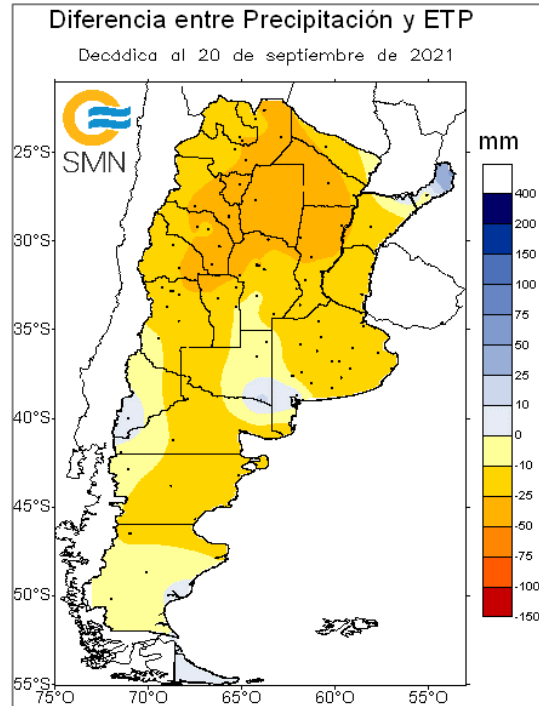 Diferencia entre Precipitación y ETP
Decádica al 20 de septiembre de 2021
SMN
mm
400
200
150
100
75
50
25
10
0
-10
-25
-50
-75
-100
-150
25°S
30°S
35°S
40°S
45°S
50°S
55°S
75°O
70°O
65°O
60°O
55°O